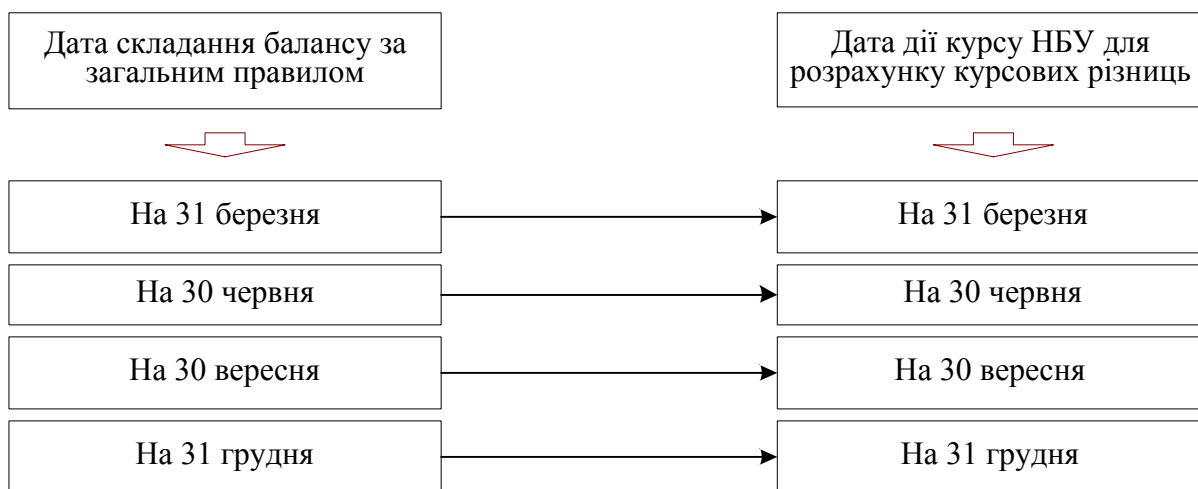 Дата складання балансу за
загальним правилом
Дата дії курсу НБУ для
розрахунку курсових різниць
На 31 березня
На 31 березня
На 30 червня
На 30 червня
На 30 вересня
На 30 вересня
На 31 грудня
На 31 грудня